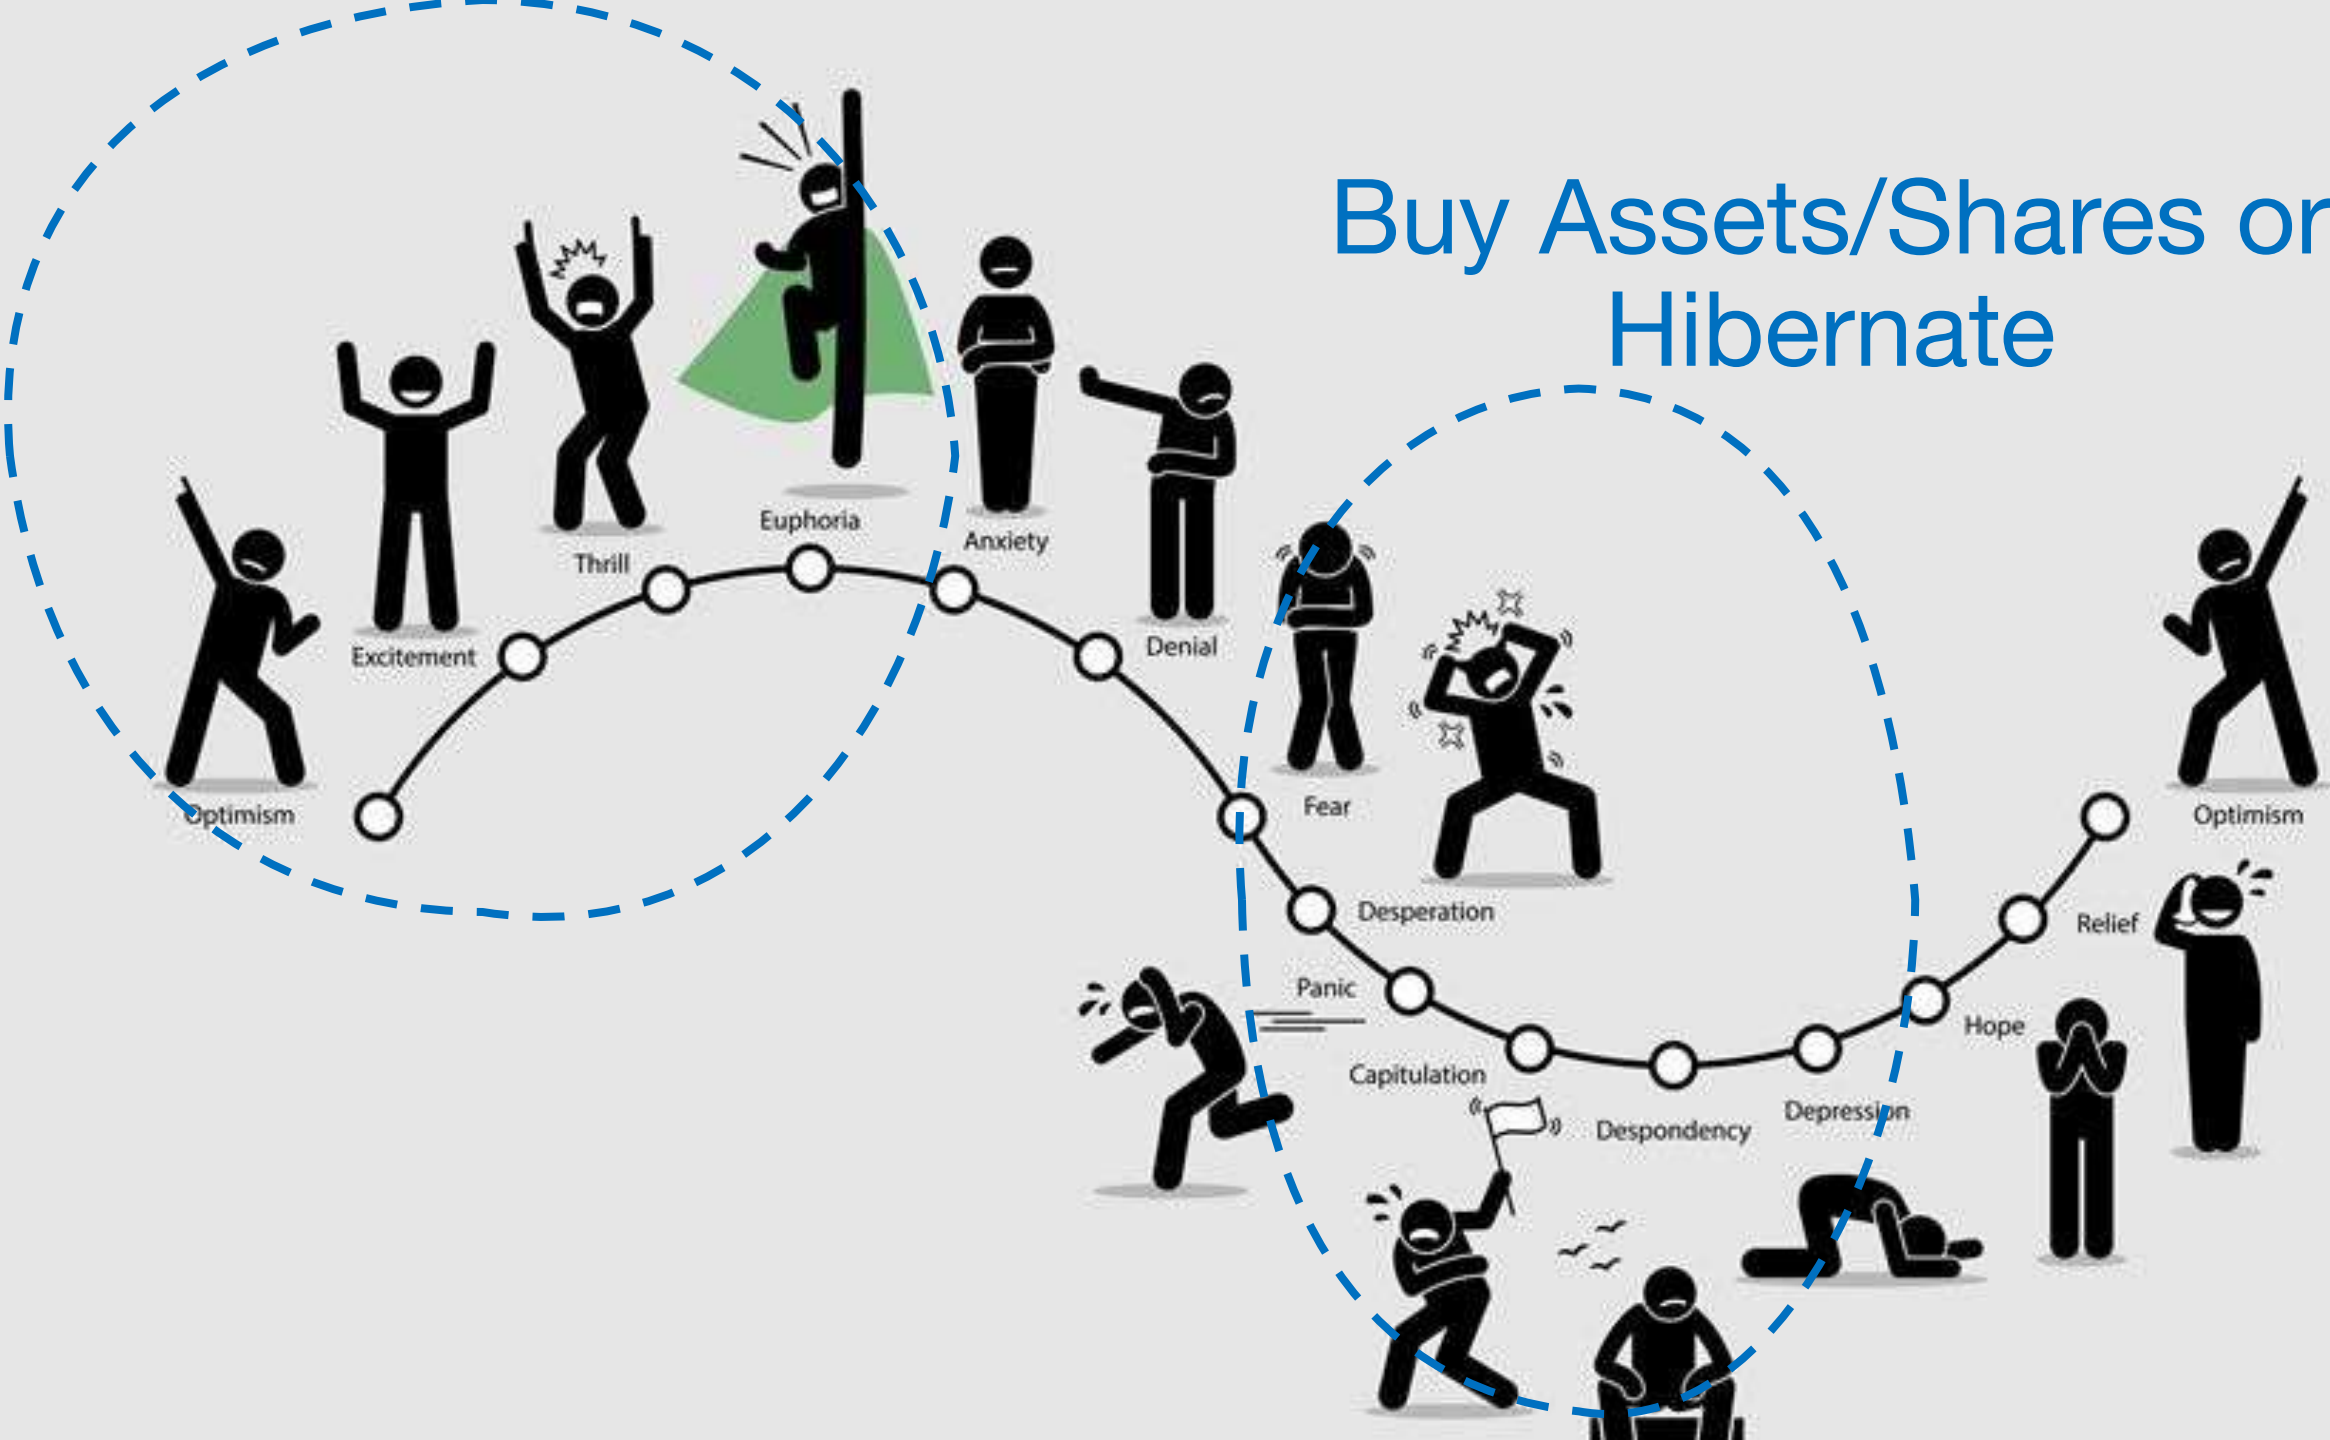 Buy Assets/Shares or
Hibernate
Euphoria
Anxiety
Thrill
Denial
Excitement
Optimism
Fear
Optimism
Desperation
Relief
Panic
Hope
Capitulation
Depression
Despondency